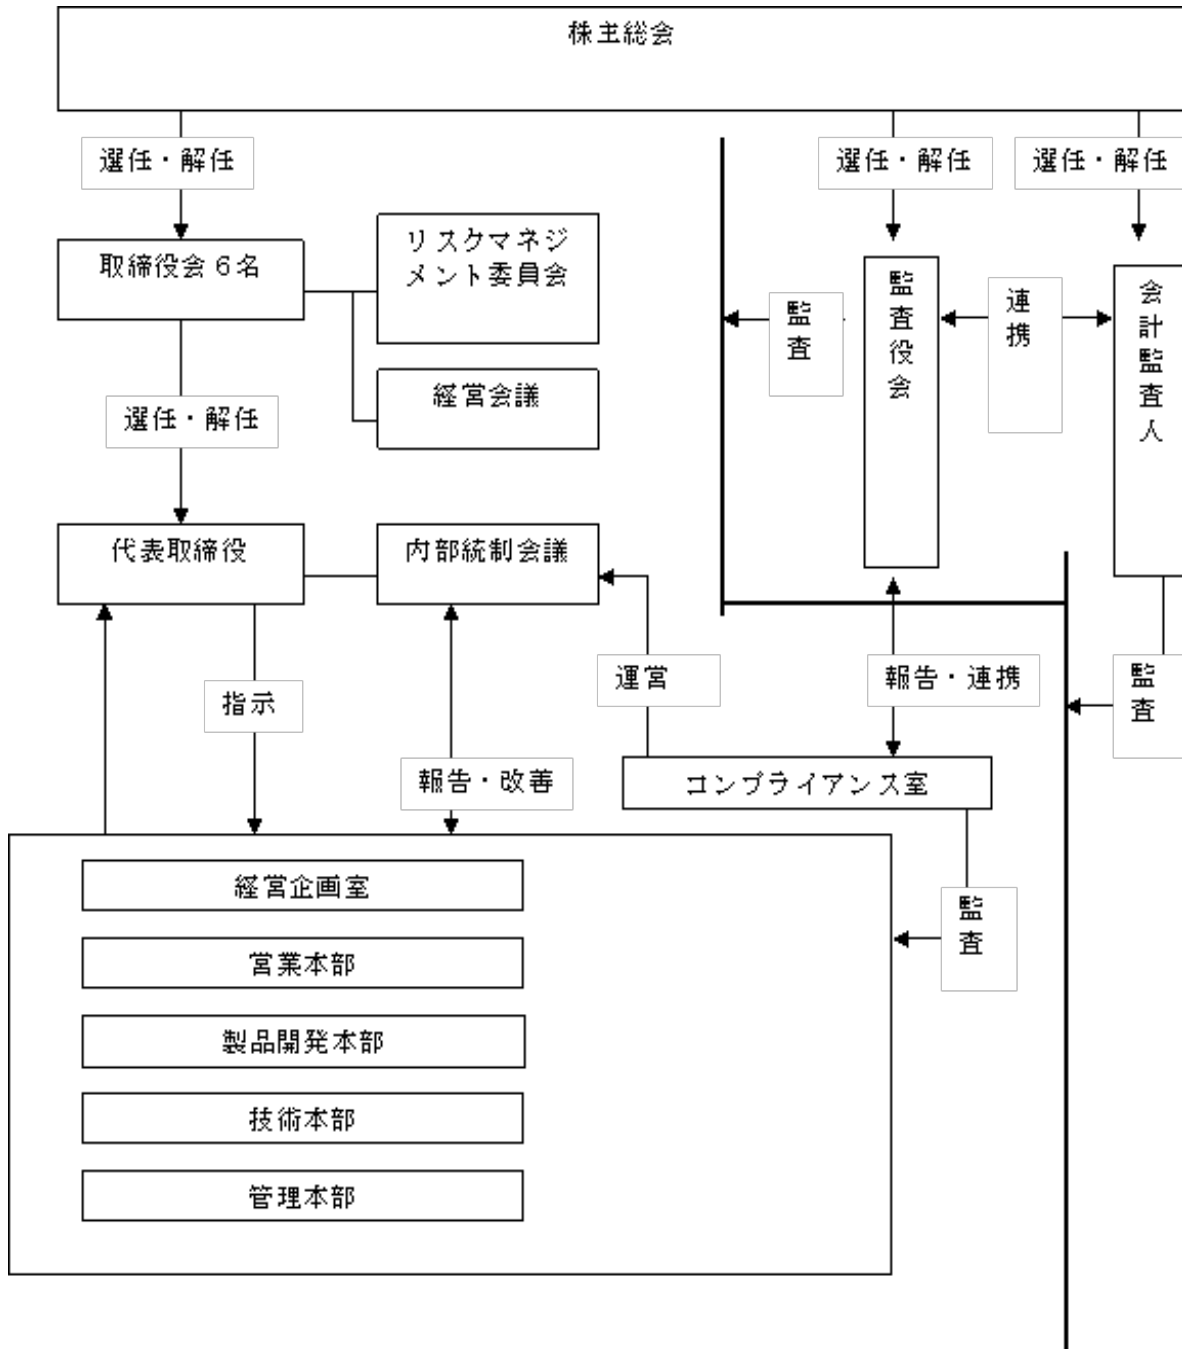 株主総会
選任・解任
選任・解任
選任・解任
取締役会６名
リスクマネジ
メント委員会
経営会議
監査
監査役会
連携
会計監査人
選任・解任
代表取締役
内部統制会議
指示
運営
報告・連携
監査
報告・改善
コンプライアンス室
経営企画室
営業本部
製品開発本部
技術本部
管理本部
監査